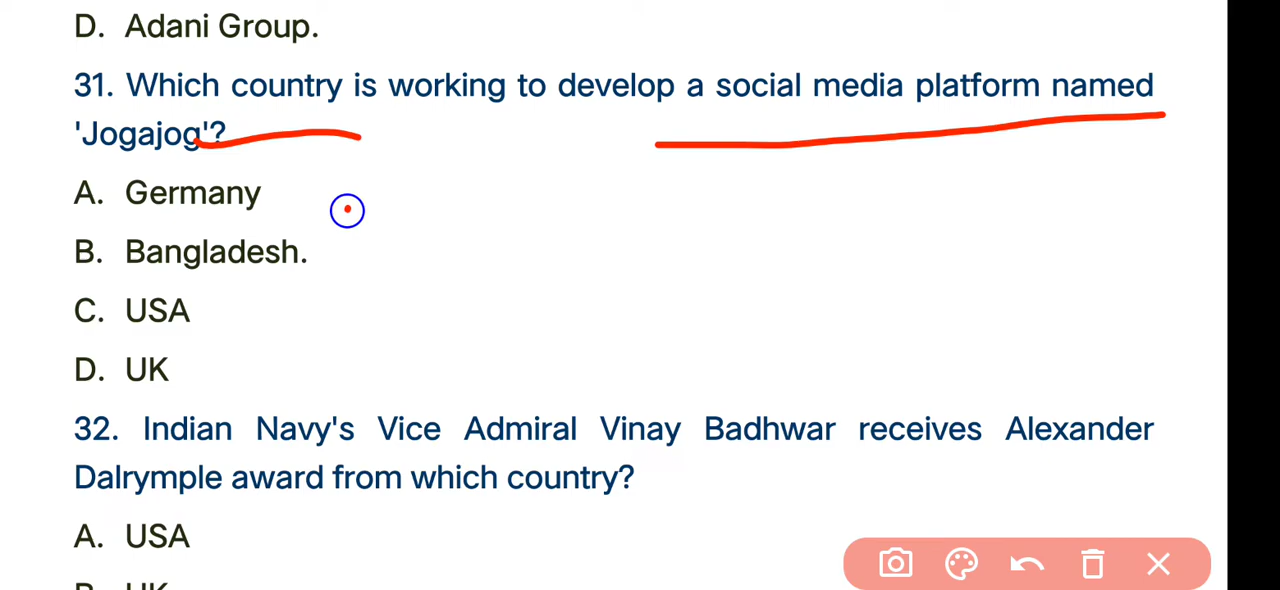 D. Adani Group.
31. Which country is working to develop a social media platform named
'Jogajog'?
A. Germany
B. Bangladesh.
C. USA
D. UK
32. Indian Navy's Vice Admiral Vinay Badhwar receives Alexander
Dalrymple award from which country?
A. USA